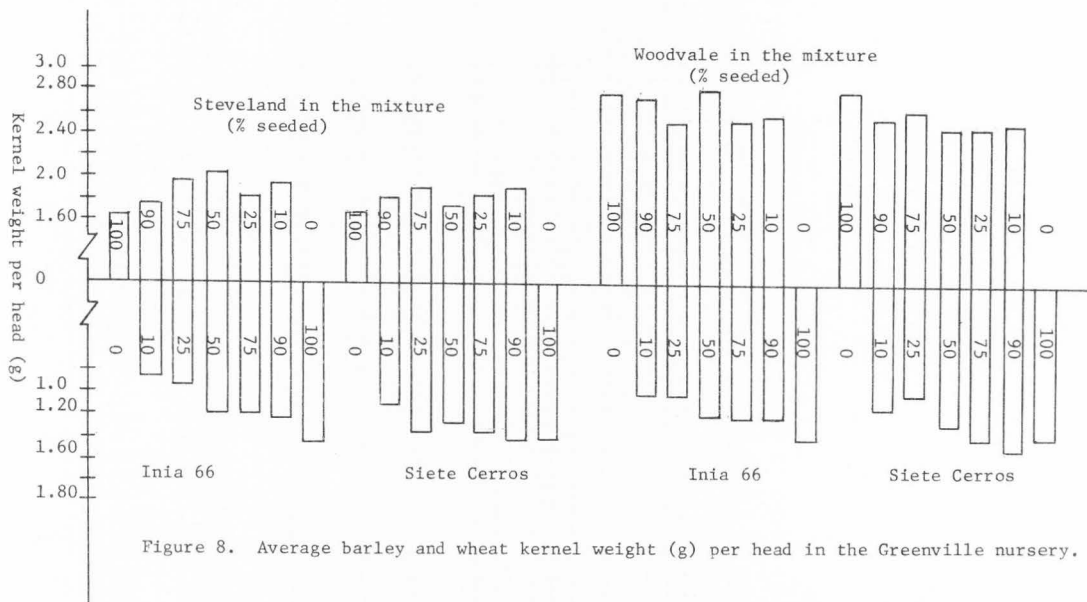 Kernel weight per head (g)
3.0
2.80
2.40
2.0
1.60
0
1.0
1.20
1.60
1.80
Steveland in the mixture
(% seeded)
Woodvale in the mixture
(% seeded)
100 90 75 50 25 10 0
100 90 75 50 25 10 0
100 90 75 50 25 10 0
100 90 75 50 25 10 0
0 10 25 50 75 90 100
0 10 25 50 75 90 100
0 10 25 50 75 90 100
0 10 25 50 75 90 100
Inia 66
Siete Cerros
Inia 66
Siete Cerros
Figure 8. Average barley and wheat kernel weight (g) per head in the Greenville nursery.